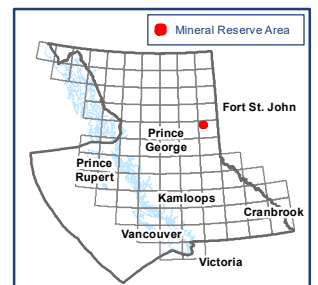 Mineral Reserve Area
Fort St. John
Prince
George
Prince
Rupert
Kamloops
Cranbrook
Vancouver
Victoria